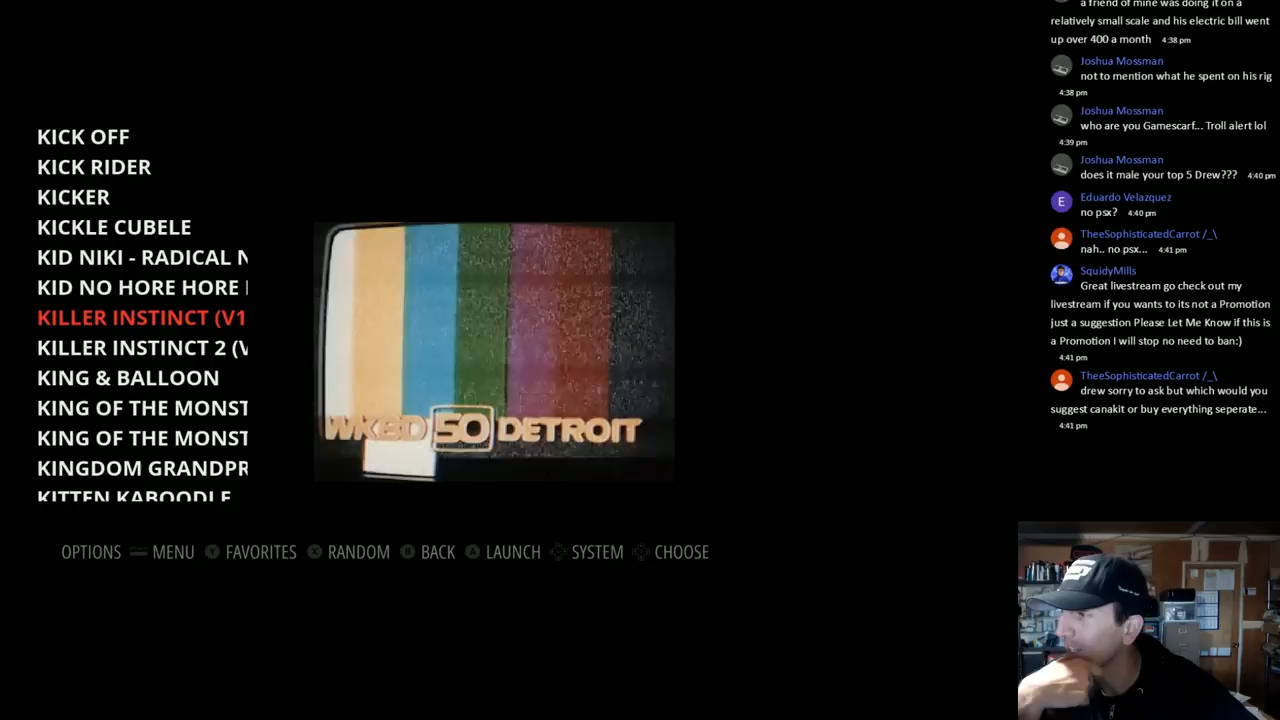 KICK OFF
KICK RIDER
KICKER
KICKLE CUBELE
KID NIKI - RADICAL N
KID NO HORE HORE
KILLER INSTINCT (V1
KILLER INSTINCT 2 (V
KING & BALLOON
KING OF THE MONST
KING OF THE MONST
KINGDOM GRANDPR
KITTEN KABOODLE
WKBD 50 DETROIT
OPTIONS MENU Y FAVORITES X RANDOM B BACK A LAUNCH SYSTEM CHOOSE
a friend of mine was doing it on a
relatively small scale and his electric bill went
up over 400 a month 4:38 pm
Joshua Mossman
not to mention what he spent on his rig
4:38 pm
Joshua Mossman
who are you Gamescarf... Troll alert lol
4:39 pm
Joshua Mossman
does it male your top 5 Drew??? 4:40 pm
E Eduardo Velazquez
no psx? 4:40 pm
TheeSophisticatedCarrot /_\
nah.. no psx... 4:41 pm
SquidyMills
Great livestream go check out my
livestream if you wants to its not a Promotion
just a suggestion Please Let Me Know if this is
a Promotion I will stop no need to ban:)
4:41 pm
TheeSophisticatedCarrot /_\
drew sorry to ask but which would you
suggest canakit or buy everything seperate...
4:41 pm